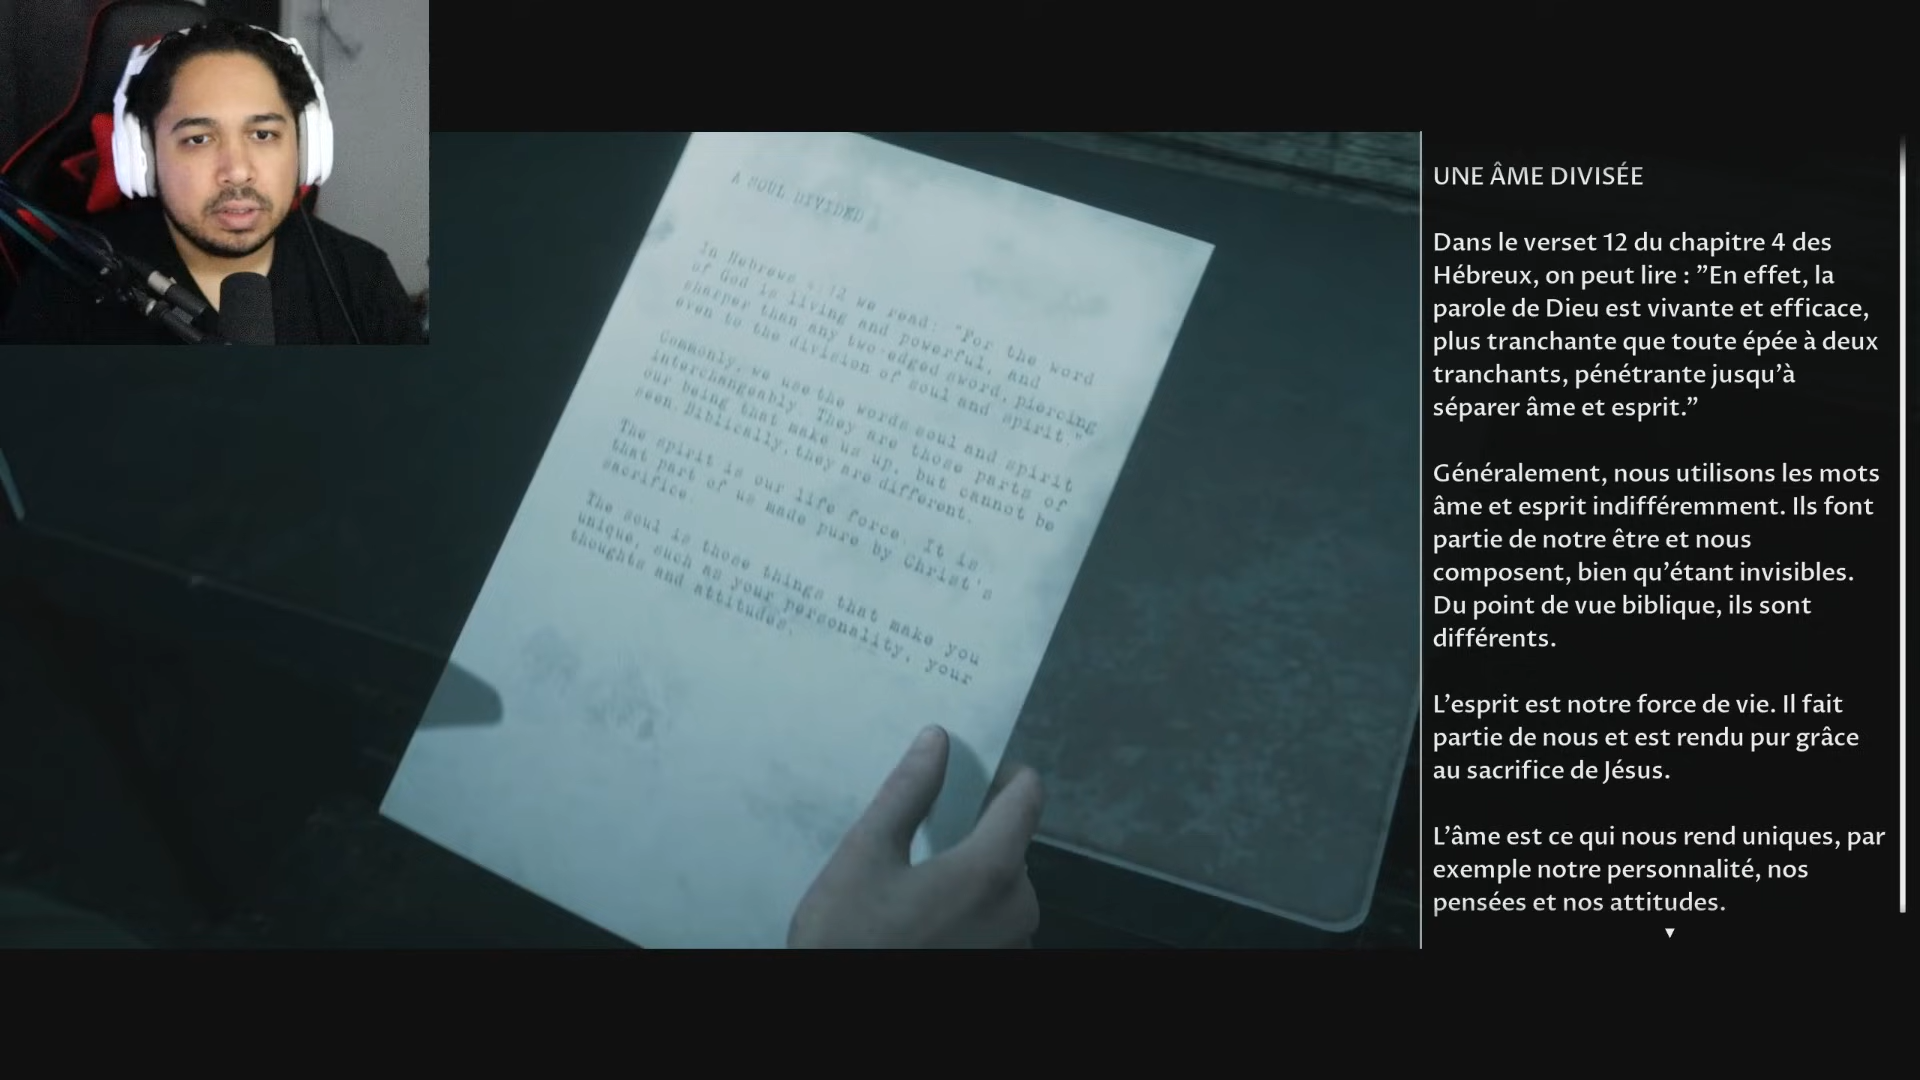 A SOUL DIVIDED
In Hebrews 4:12 we read: "For the word
of God is living and powerful, and
sharper than any two-edged sword, piercing
even to the division of soul and spirit."
Commonly, we use the words soul and spirit
interchangeably. They are those parts of
our being that make us up, but cannot be
seen. Biblically, they are different.
The spirit is our life force. It is
that part of us made pure by Christ's
sacrifice.
The soul is those things that make you
unique, such as your personality, your
thoughts and attitudes.
UNE ÂME DIVISÉE
Dans le verset 12 du chapitre 4 des
Hébreux, on peut lire : ”En effet, la
parole de Dieu est vivante et efficace,
plus tranchante que toute épée à deux
tranchants, pénétrante jusqu’à
séparer âme et esprit.”
Généralement, nous utilisons les mots
âme et esprit indifféremment. Ils font
partie de notre être et nous
composent, bien qu’étant invisibles.
Du point de vue biblique, ils sont
différents.
L’esprit est notre force de vie. Il fait
partie de nous et est rendu pur grâce
au sacrifice de Jésus.
L’âme est ce qui nous rend uniques, par
exemple notre personnalité, nos
pensées et nos attitudes.